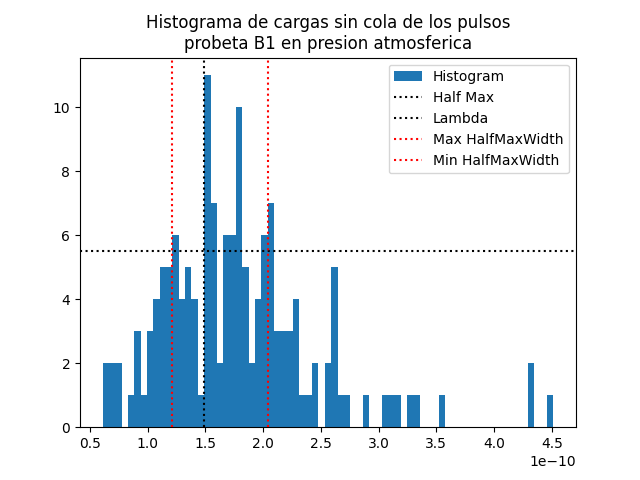 Histograma de cargas sin cola de los pulsos
probeta B1 en presion atmosferica
Histogram
Half Max
Lambda
Max HalfMaxWidth
Min HalfMaxWidth
10
8
6
4
2
0
0.5 1.0 1.5 2.0 2.5 3.0 3.5 4.0 4.5
1e−10